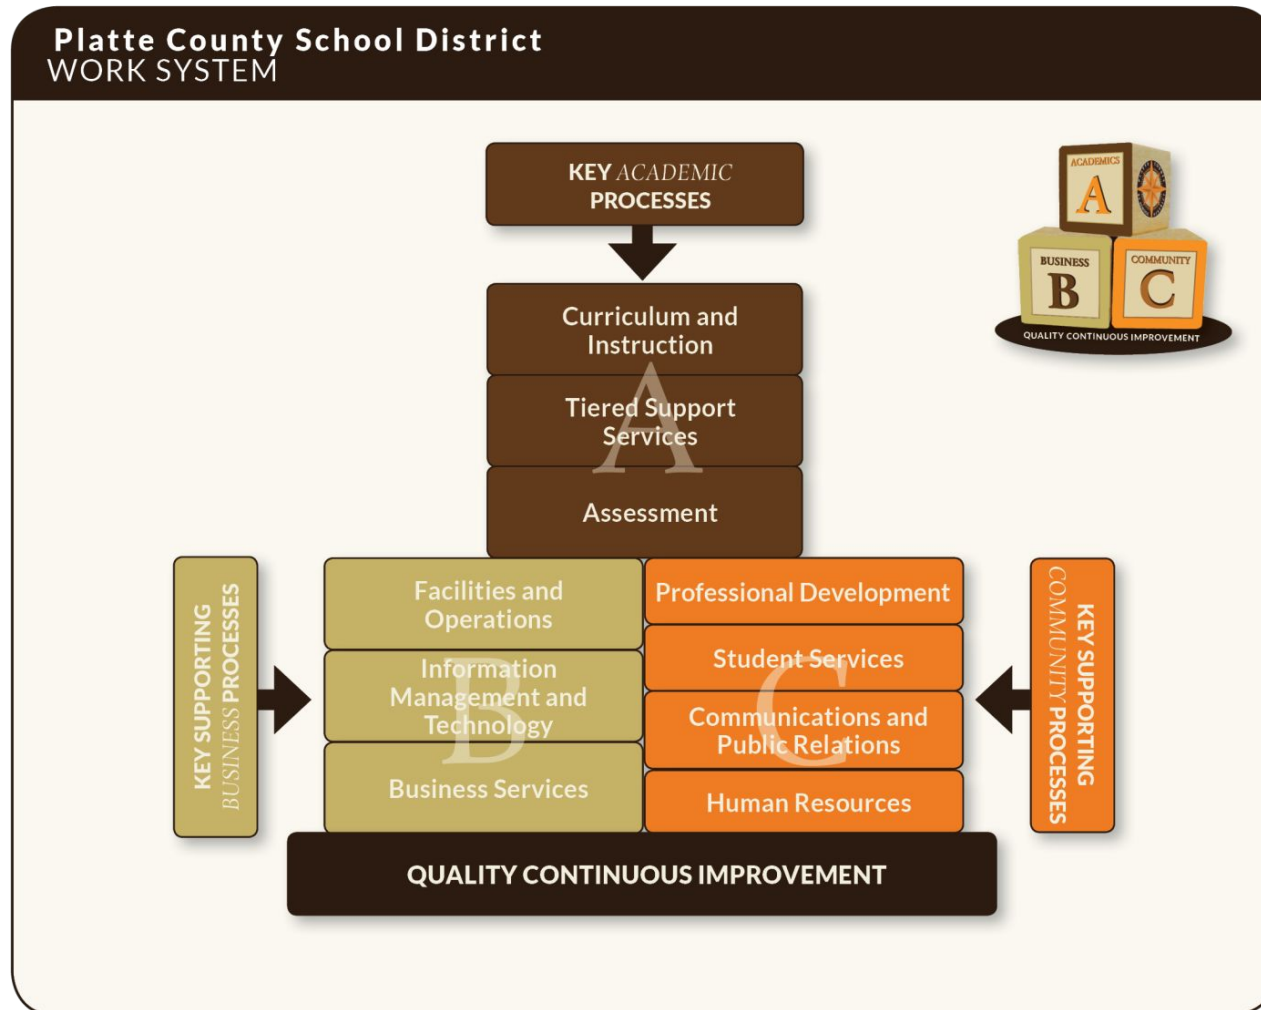 Platte County School District
WORK SYSTEM
KEY ACADEMIC
PROCESSES
ACADEMICS
A
BUSINESS
B
COMMUNITY
C
QUALITY CONTINUOUS IMPROVEMENT
A
Curriculum and
Instruction
Tiered Support
Services
Assessment
KEY SUPPORTING
BUSINESS PROCESSES
B
Facilities and
Operations
Information
Management and
Technology
Business Services
C
Professional Development
Student Services
Communications and
Public Relations
Human Resources
KEY SUPPORTING
COMMUNITY PROCESSES
QUALITY CONTINUOUS IMPROVEMENT